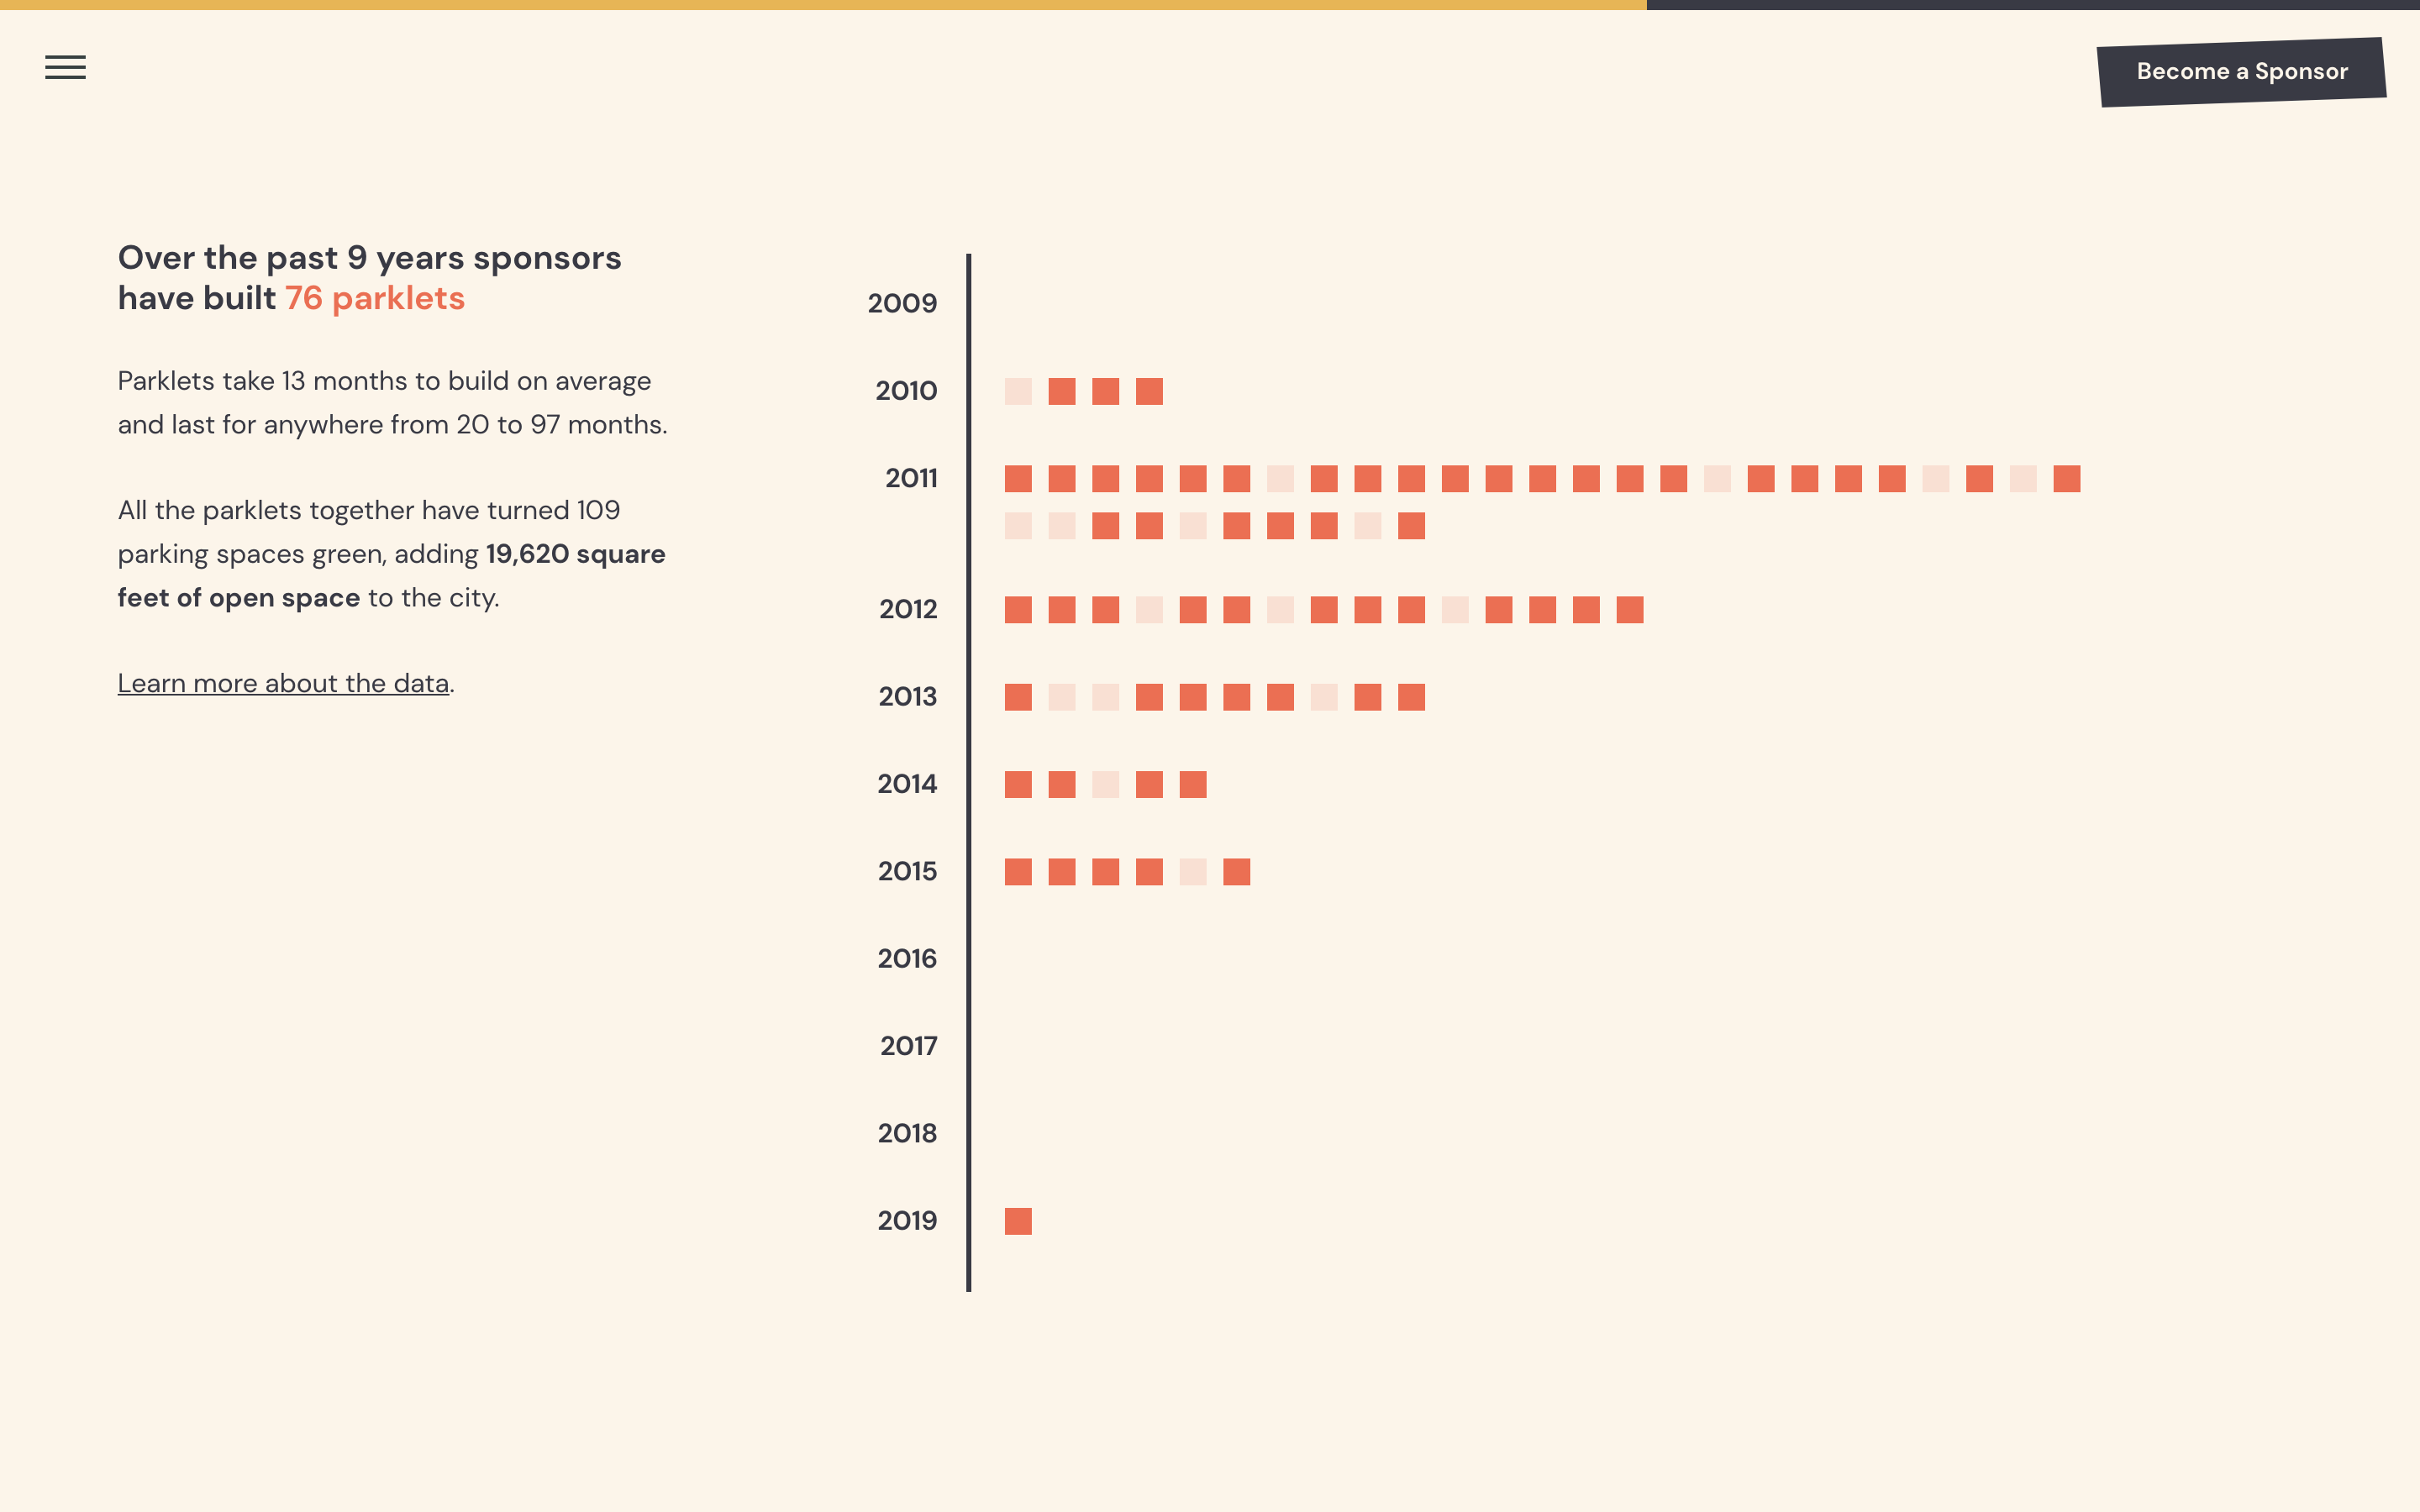 Become a Sponsor
Over the past 9 years sponsors
have built 76 parklets
Parklets take 13 months to build on average
and last for anywhere from 20 to 97 months.
All the parklets together have turned 109
parking spaces green, adding 19,620 square
feet of open space to the city.
Learn more about the data.
2009
2010
2011
2012
2013
2014
2015
2016
2017
2018
2019